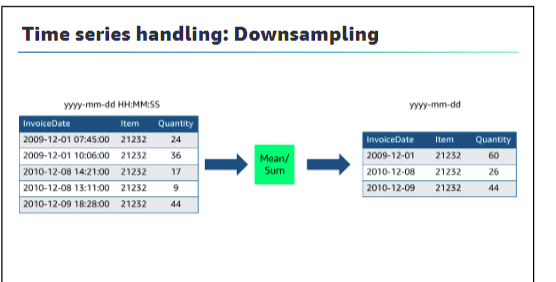 Time series handling: Downsampling
yyyy-mm-dd HH:MM:SS
InvoiceDate Item Quantity
2009-12-01 07:45:00 21232 24
2009-12-01 10:06:00 21232 36
2010-12-08 14:21:00 21232 17
2010-12-08 13:11:00 21232 9
2010-12-09 18:28:00 21232 44
Mean/
Sum
yyyy-mm-dd
InvoiceDate Item Quantity
2009-12-01 21232 60
2010-12-08 21232 26
2010-12-09 21232 44